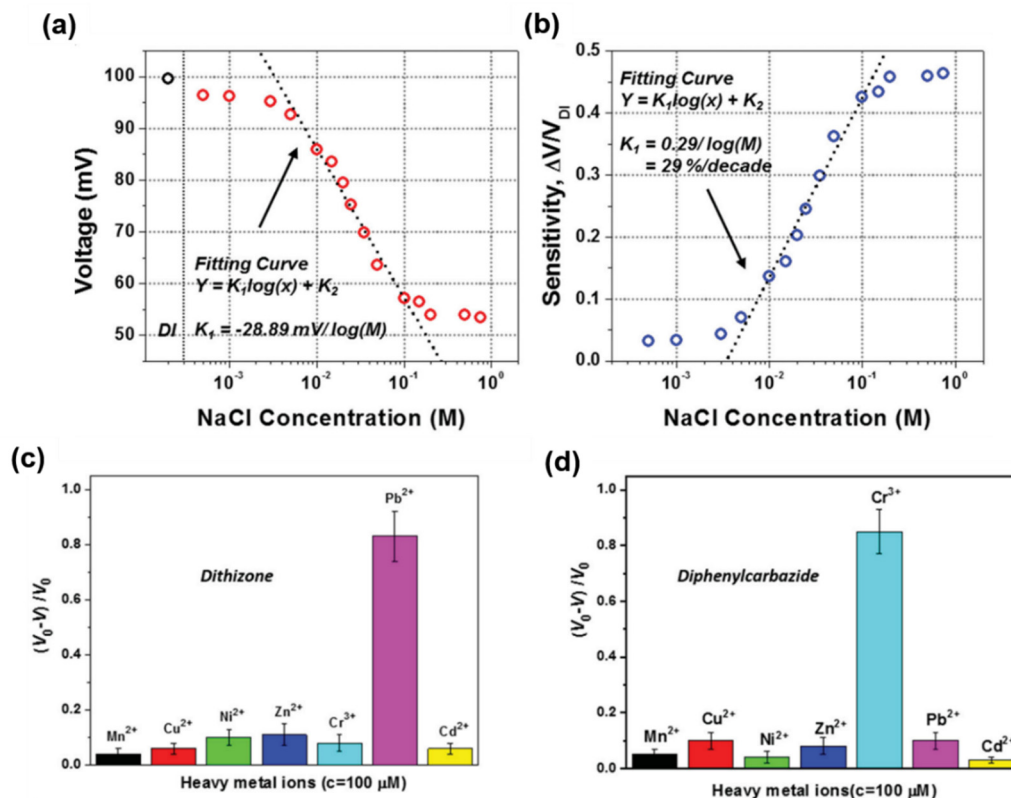 (a)
Voltage (mV)
100
90
80
70
60
50
Fitting Curve
Y = K₁log(x) + K₂
DI K₁ = -28.89 mV/ log(M)
10⁻³ 10⁻² 10⁻¹ 10⁰
NaCl Concentration (M)
(b)
Sensitivity, ΔV/V_DI
0.5
0.4
0.3
0.2
0.1
0.0
Fitting Curve
Y = K₁log(x) + K₂
K₁ = 0.29/ log(M)
= 29 %/decade
10⁻³ 10⁻² 10⁻¹ 10⁰
NaCl Concentration (M)
(c)
(V₀-V) /V₀
1.0
0.8
0.6
0.4
0.2
0.0
Dithizone
Mn²⁺ Cu²⁺ Ni²⁺ Zn²⁺ Cr³⁺ Pb²⁺ Cd²⁺
Heavy metal ions (c=100 μM)
(d)
(V₀-V) /V₀
1.0
0.8
0.6
0.4
0.2
0.0
Diphenylcarbazide
Mn²⁺ Cu²⁺ Ni²⁺ Zn²⁺ Cr³⁺ Pb²⁺ Cd²⁺
Heavy metal ions(c=100 μM)